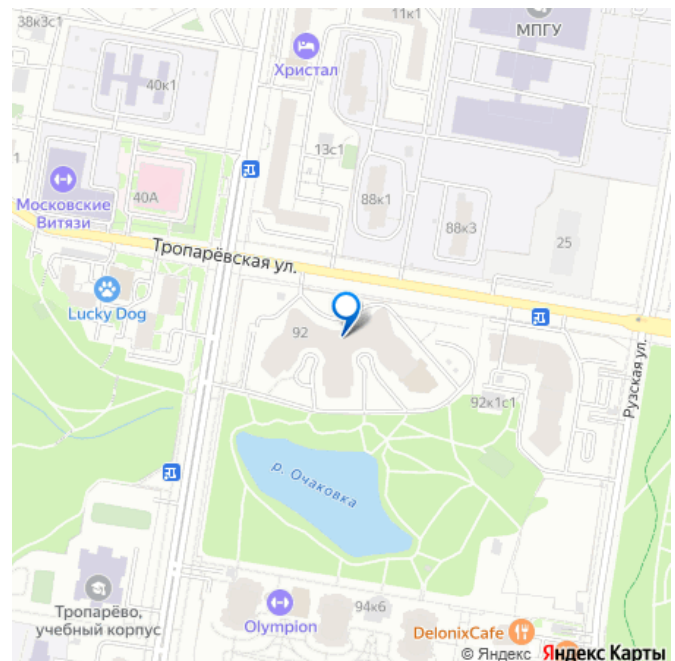 38к3с1
11к1
МПГУ
Христал
40к1
13с1
1
40А
Московские
Витязи
88к1
88к3
25
Тропарёвская ул.
Lucky Dog
92
92к1с1
Рузская ул.
р. Очаковка
94к6
Тропарёво,
учебный корпус
Olympion
DelonixCafe
© Яндекс Яндекс Карты